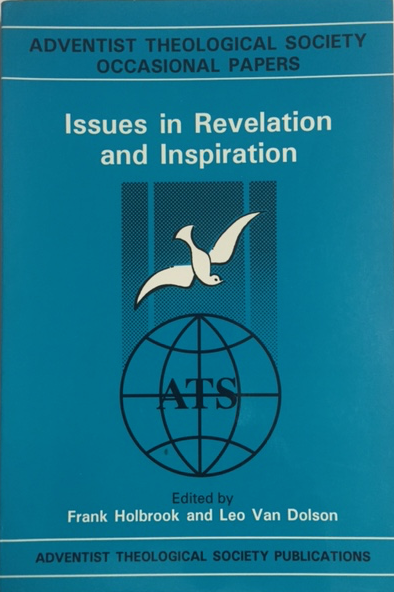 ADVENTIST THEOLOGICAL SOCIETY
OCCASIONAL PAPERS
Issues in Revelation
and Inspiration
ATS
Edited by
Frank Holbrook and Leo Van Dolson
ADVENTIST THEOLOGICAL SOCIETY PUBLICATIONS